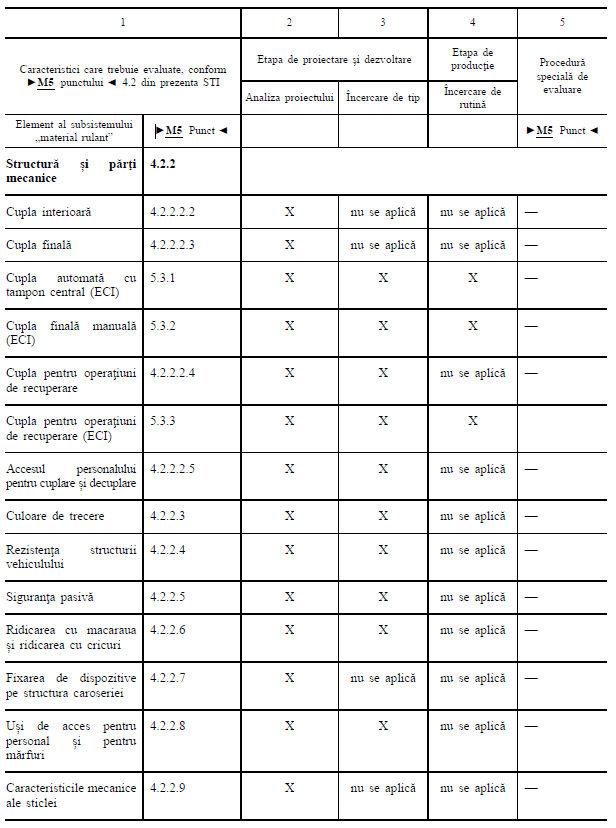 1 2 3 4 5
Caracteristici care trebuie evaluate, conform
►M5 punctului ◄ 4.2 din prezenta STI
Etapa de proiectare și dezvoltare
Etapa de
producție
Procedură
specială de
evaluare
Analiza proiectului
Încercare de tip
Încercare de
rutină
Element al subsistemului
„material rulant”
►M5 Punct ◄
►M5 Punct ◄
Structură și părți
mecanice
4.2.2
Cupla interioară 4.2.2.2.2 X nu se aplică nu se aplică —
Cupla finală 4.2.2.2.3 X nu se aplică nu se aplică —
Cupla automată cu
tampon central (ECI)
5.3.1 X X X —
Cupla finală manuală
(ECI)
5.3.2 X X X —
Cupla pentru operațiuni
de recuperare
4.2.2.2.4 X X nu se aplică —
Cupla pentru operațiuni
de recuperare (ECI)
5.3.3 X X X
Accesul personalului
pentru cuplare și decuplare
4.2.2.2.5 X X nu se aplică —
Culoare de trecere 4.2.2.3 X X nu se aplică —
Rezistența structurii
vehiculului
4.2.2.4 X X nu se aplică —
Siguranța pasivă 4.2.2.5 X X nu se aplică —
Ridicarea cu macaraua
și ridicarea cu cricuri
4.2.2.6 X X nu se aplică —
Fixarea de dispozitive
pe structura caroseriei
4.2.2.7 X nu se aplică nu se aplică —
Uși de acces pentru
personal și pentru
mărfuri
4.2.2.8 X X nu se aplică —
Caracteristicile mecanice
ale sticlei
4.2.2.9 X nu se aplică nu se aplică —